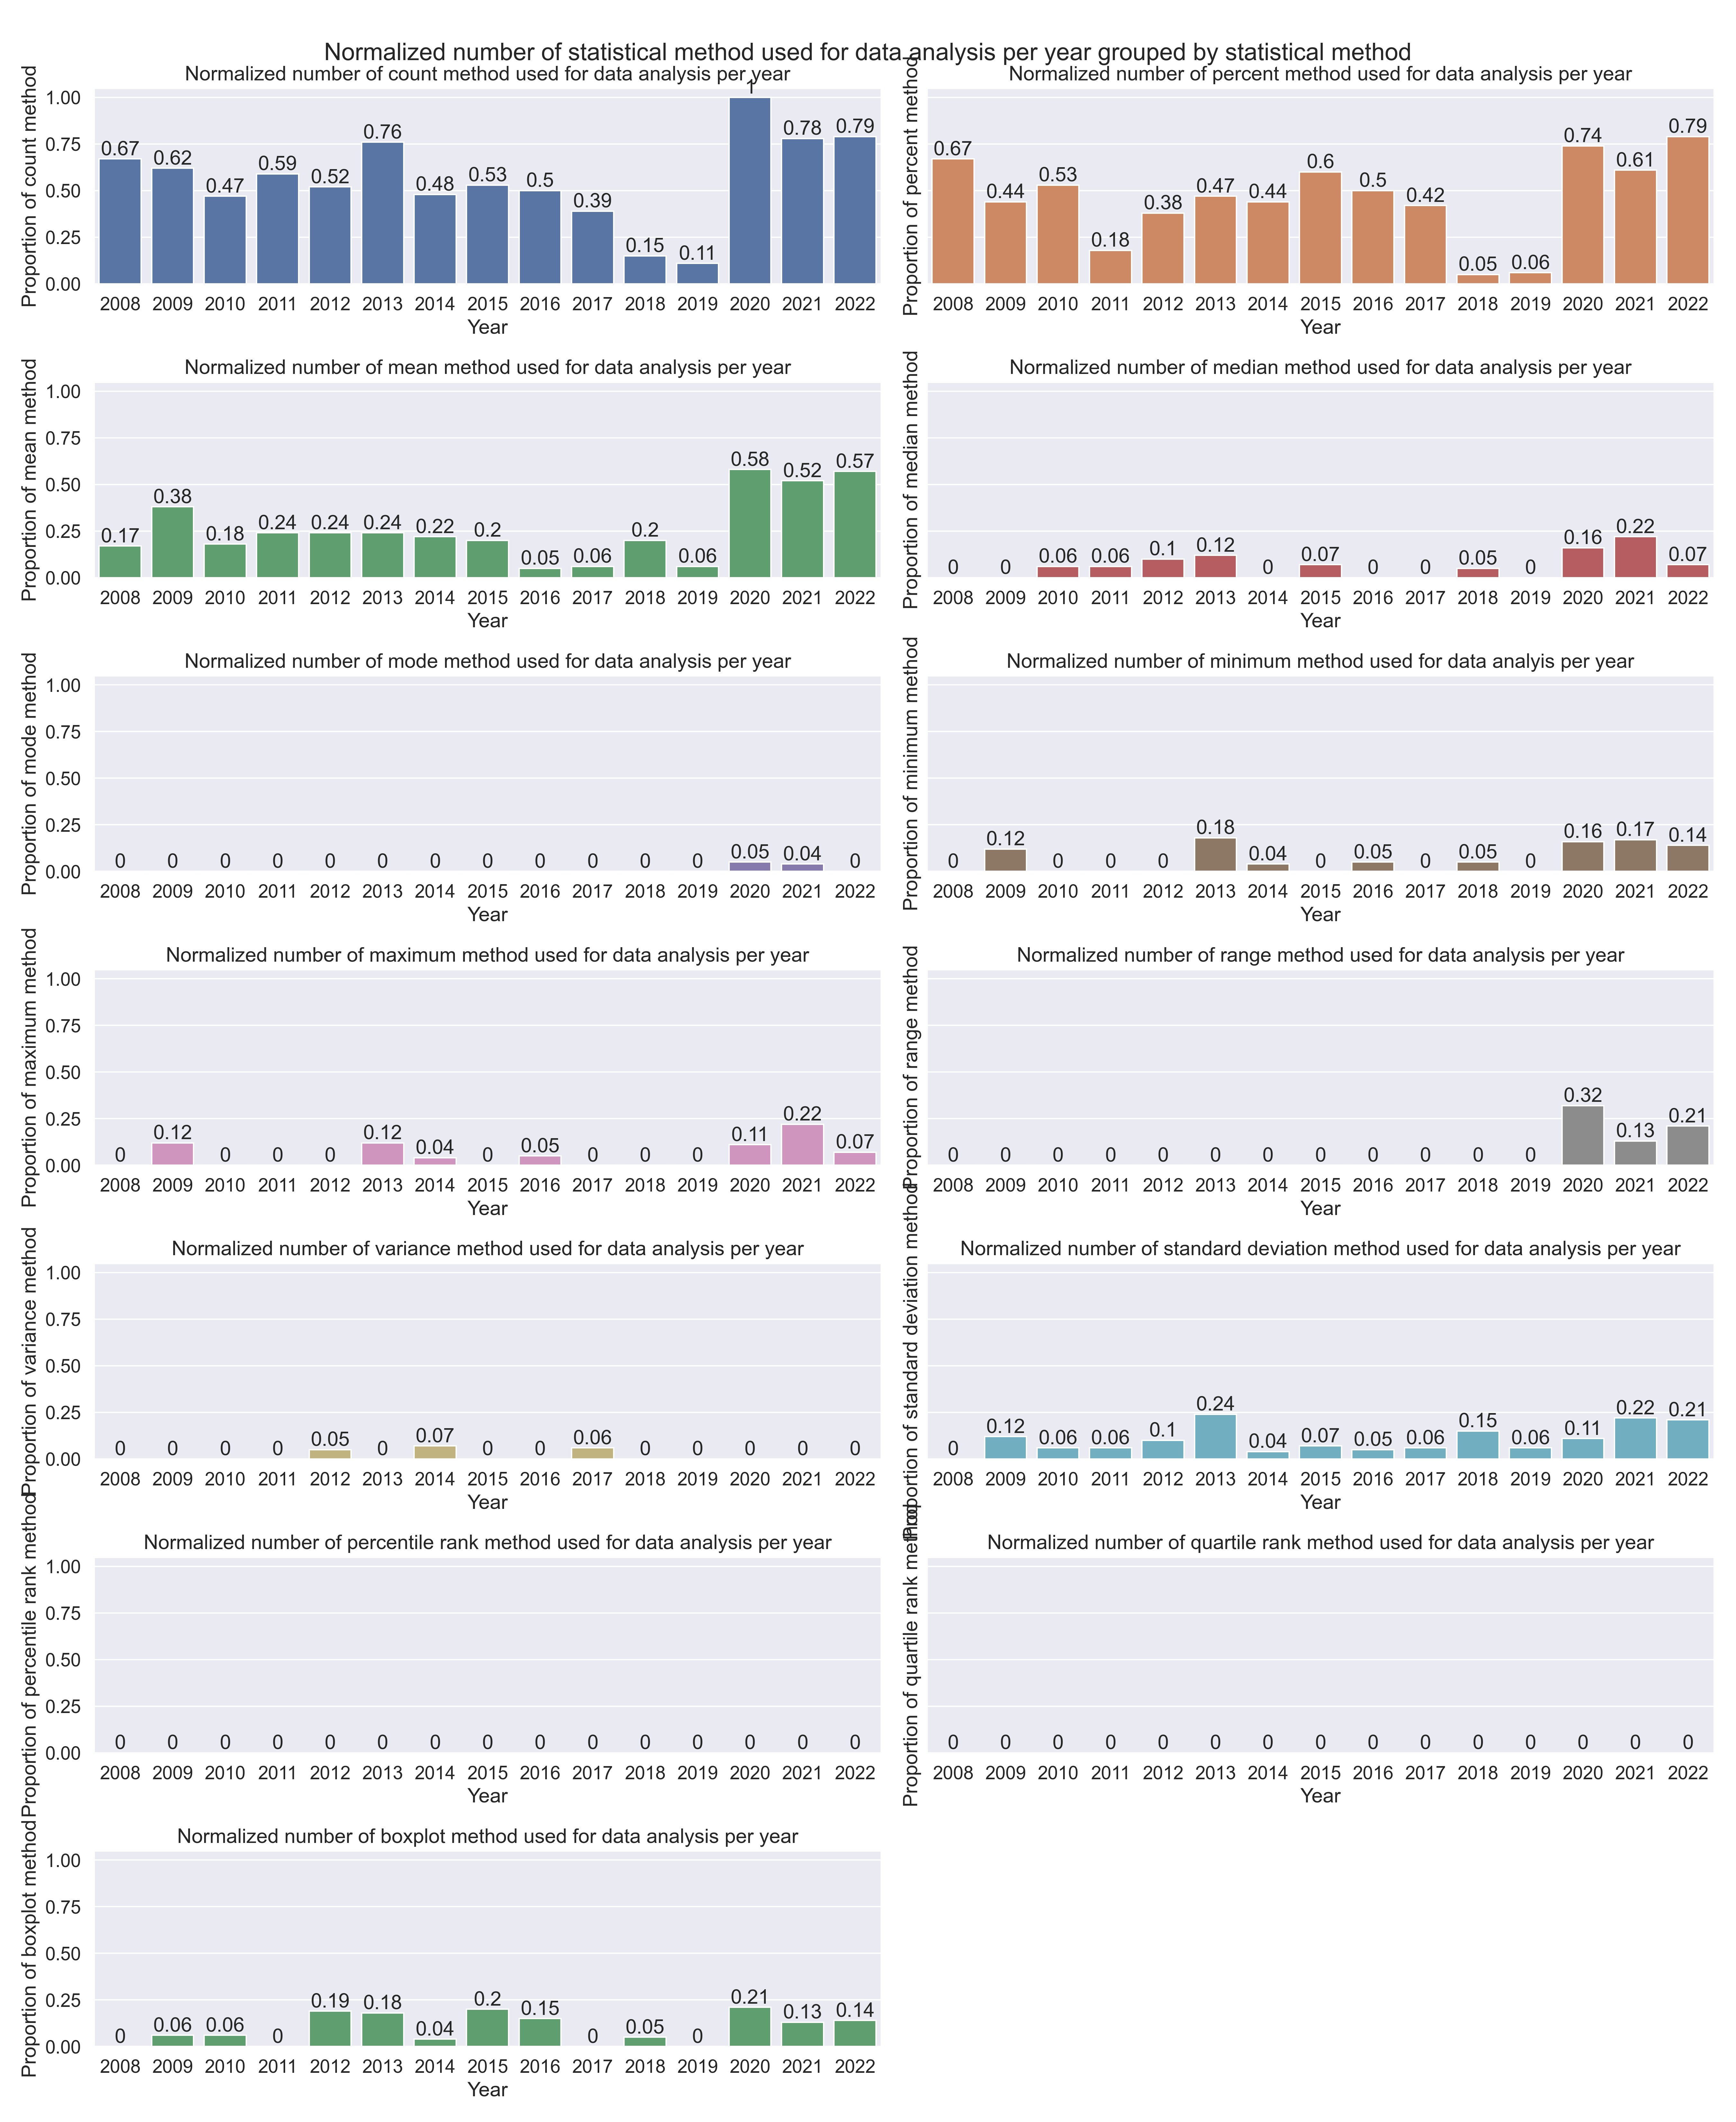 Normalized number of statistical method used for data analysis per year grouped by statistical method
Normalized number of count method used for data analysis per year
Proportion of count method
1.00
0.75
0.50
0.25
0.00
0.67 0.62 0.47 0.59 0.52 0.76 0.48 0.53 0.5 0.39 0.15 0.11 1 0.78 0.79
2008 2009 2010 2011 2012 2013 2014 2015 2016 2017 2018 2019 2020 2021 2022
Year
Normalized number of percent method used for data analysis per year
Proportion of percent method
0.67 0.44 0.53 0.18 0.38 0.47 0.44 0.6 0.5 0.42 0.05 0.06 0.74 0.61 0.79
2008 2009 2010 2011 2012 2013 2014 2015 2016 2017 2018 2019 2020 2021 2022
Year
Normalized number of mean method used for data analysis per year
Proportion of mean method
1.00
0.75
0.50
0.25
0.00
0.17 0.38 0.18 0.24 0.24 0.24 0.22 0.2 0.05 0.06 0.2 0.06 0.58 0.52 0.57
2008 2009 2010 2011 2012 2013 2014 2015 2016 2017 2018 2019 2020 2021 2022
Year
Normalized number of median method used for data analysis per year
Proportion of median method
0 0 0.06 0.06 0.1 0.12 0 0.07 0 0 0.05 0 0.16 0.22 0.07
2008 2009 2010 2011 2012 2013 2014 2015 2016 2017 2018 2019 2020 2021 2022
Year
Normalized number of mode method used for data analysis per year
Proportion of mode method
1.00
0.75
0.50
0.25
0.00
0 0 0 0 0 0 0 0 0 0 0 0 0.05 0.04 0
2008 2009 2010 2011 2012 2013 2014 2015 2016 2017 2018 2019 2020 2021 2022
Year
Normalized number of minimum method used for data analyis per year
Proportion of minimum method
0 0.12 0 0 0 0.18 0.04 0 0.05 0 0.05 0 0.16 0.17 0.14
2008 2009 2010 2011 2012 2013 2014 2015 2016 2017 2018 2019 2020 2021 2022
Year
Normalized number of maximum method used for data analysis per year
Proportion of maximum method
1.00
0.75
0.50
0.25
0.00
0 0.12 0 0 0 0.12 0.04 0 0.05 0 0 0 0.11 0.22 0.07
2008 2009 2010 2011 2012 2013 2014 2015 2016 2017 2018 2019 2020 2021 2022
Year
Normalized number of range method used for data analysis per year
Proportion of range method
0 0 0 0 0 0 0 0 0 0 0 0 0.32 0.13 0.21
2008 2009 2010 2011 2012 2013 2014 2015 2016 2017 2018 2019 2020 2021 2022
Year
Normalized number of variance method used for data analysis per year
Proportion of variance method
1.00
0.75
0.50
0.25
0.00
0 0 0 0 0.05 0 0.07 0 0 0.06 0 0 0 0 0
2008 2009 2010 2011 2012 2013 2014 2015 2016 2017 2018 2019 2020 2021 2022
Year
Normalized number of standard deviation method used for data analysis per year
Proportion of standard deviation method
0 0.12 0.06 0.06 0.1 0.24 0.04 0.07 0.05 0.06 0.15 0.06 0.11 0.22 0.21
2008 2009 2010 2011 2012 2013 2014 2015 2016 2017 2018 2019 2020 2021 2022
Year
Normalized number of percentile rank method used for data analysis per year
Proportion of percentile rank method
1.00
0.75
0.50
0.25
0.00
0 0 0 0 0 0 0 0 0 0 0 0 0 0 0
2008 2009 2010 2011 2012 2013 2014 2015 2016 2017 2018 2019 2020 2021 2022
Year
Normalized number of quartile rank method used for data analysis per year
Proportion of quartile rank method
0 0 0 0 0 0 0 0 0 0 0 0 0 0 0
2008 2009 2010 2011 2012 2013 2014 2015 2016 2017 2018 2019 2020 2021 2022
Year
Normalized number of boxplot method used for data analysis per year
Proportion of boxplot method
1.00
0.75
0.50
0.25
0.00
0 0.06 0.06 0 0.19 0.18 0.04 0.2 0.15 0 0.05 0 0.21 0.13 0.14
2008 2009 2010 2011 2012 2013 2014 2015 2016 2017 2018 2019 2020 2021 2022
Year